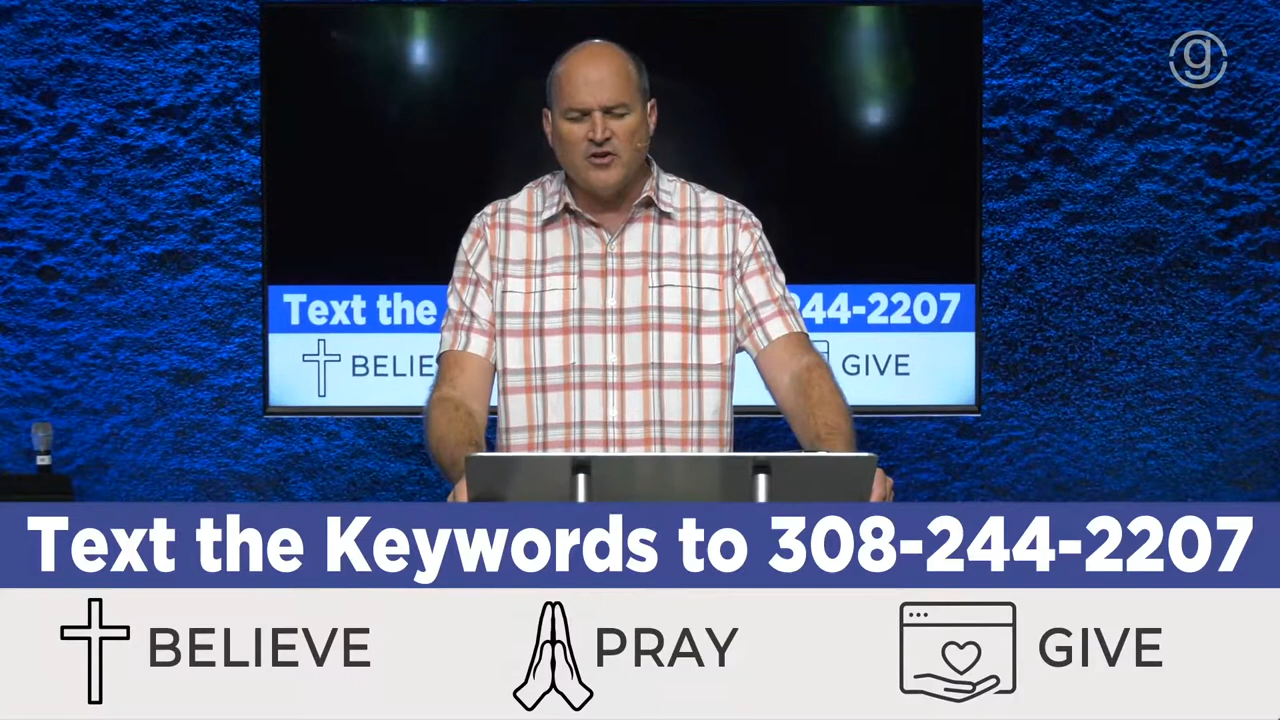 g
Text the
244-2207
BELIE
GIVE
Text the Keywords to 308-244-2207
BELIEVE
PRAY
GIVE